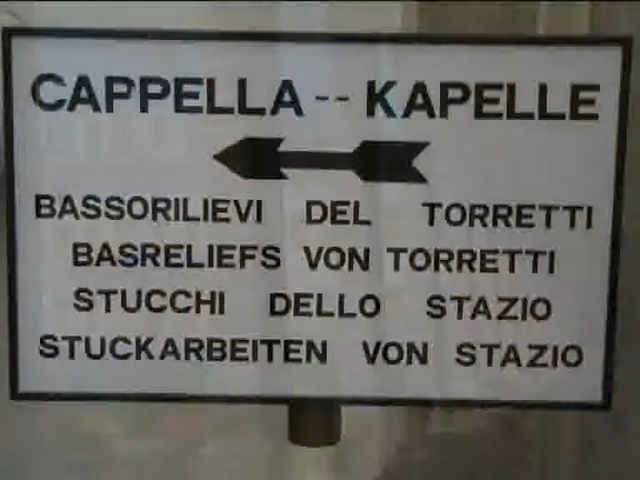 CAPPELLA -- KAPELLE
BASSORILIEVI DEL TORRETTI
BASRELIEFS VON TORRETTI
STUCCHI DELLO STAZIO
STUCKARBEITEN VON STAZIO